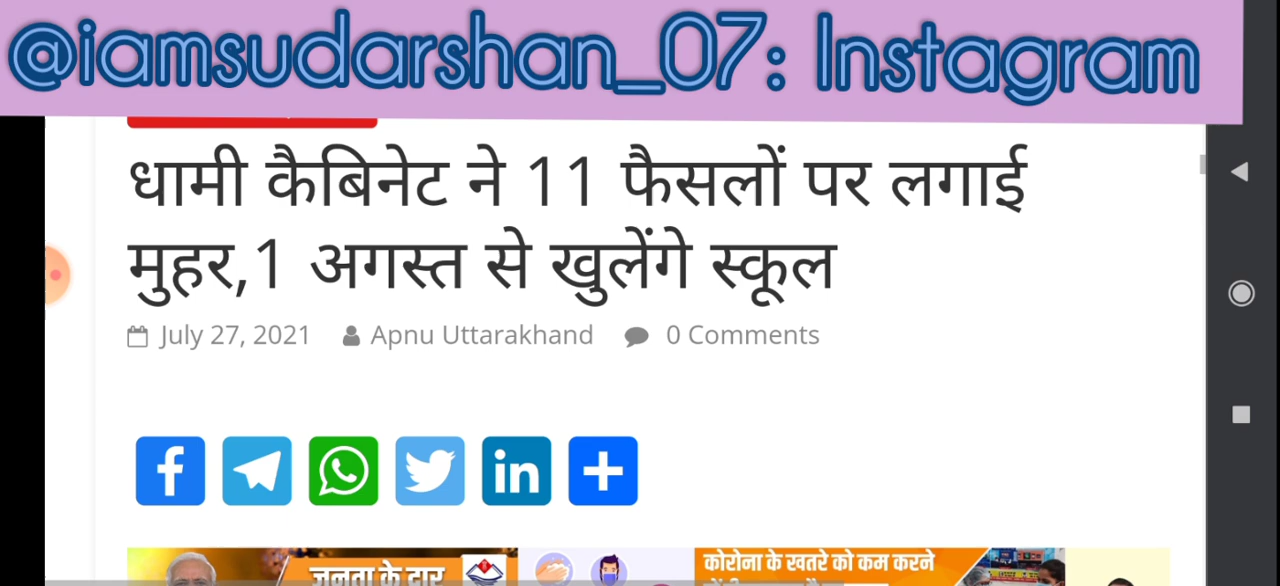 @iamsudarshan_07: Instagram
धामी कैबिनेट ने 11 फैसलों पर लगाई
मुहर,1 अगस्त से खुलेंगे स्कूल
July 27, 2021 Apnu Uttarakhand 0 Comments
जनता के द्वार
कोरोना के खतरे को कम करने